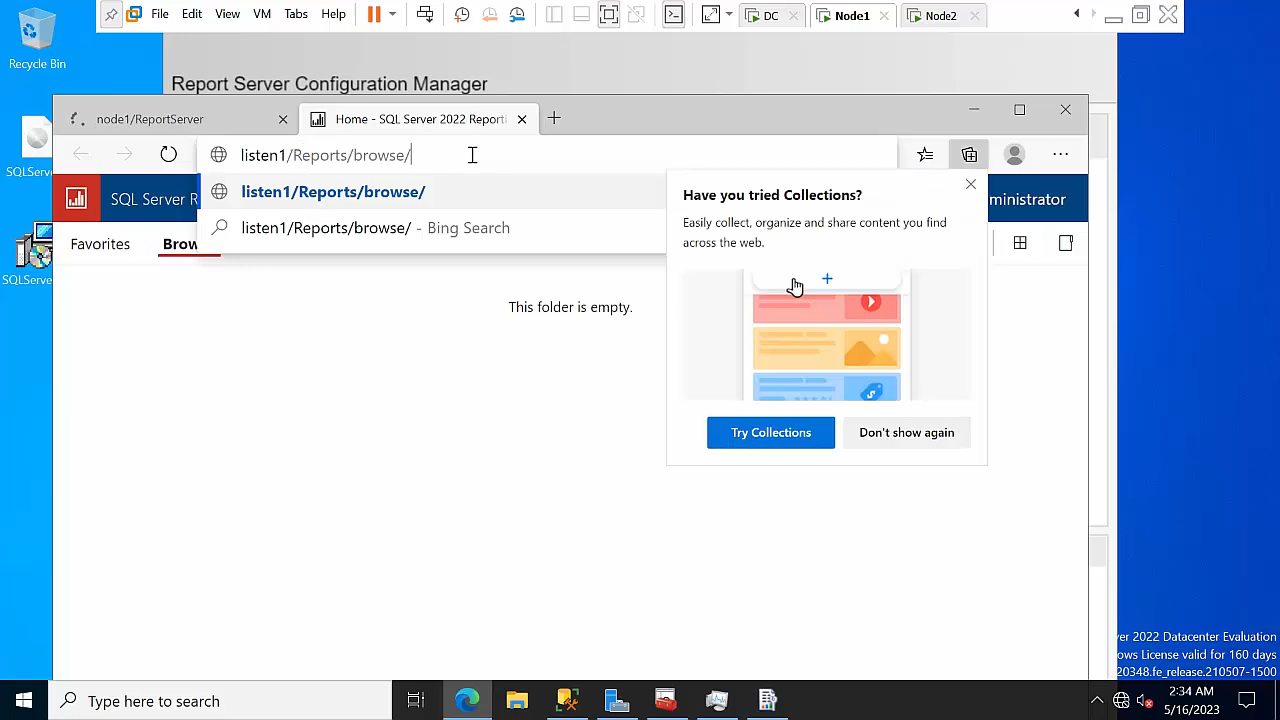 File Edit View VM Tabs Help
DC
Node1
Node2
Recycle Bin
Report Server Configuration Manager
node1/ReportServer
Home - SQL Server 2022 Reporti
listen1/Reports/browse/
SQLServe
SQL Server R
listen1/Reports/browse/
ministrator
listen1/Reports/browse/ - Bing Search
Favorites
Brow
Have you tried Collections?
Easily collect, organize and share content you find
across the web.
SQLServe
This folder is empty.
Try Collections
Don't show again
er 2022 Datacenter Evaluation
ows License valid for 160 days
20348.fe_release.210507-1500
Type here to search
2:34 AM
5/16/2023